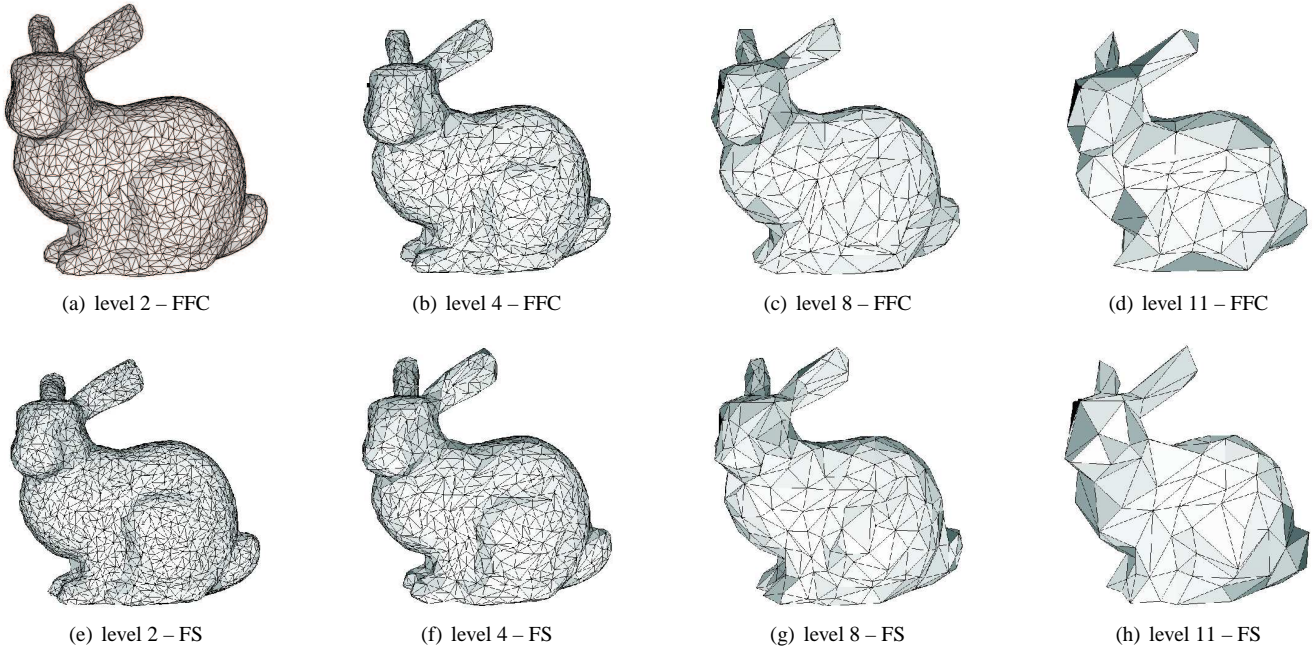 (a) level 2 – FFC
(b) level 4 – FFC
(c) level 8 – FFC
(d) level 11 – FFC
(e) level 2 – FS
(f) level 4 – FS
(g) level 8 – FS
(h) level 11 – FS